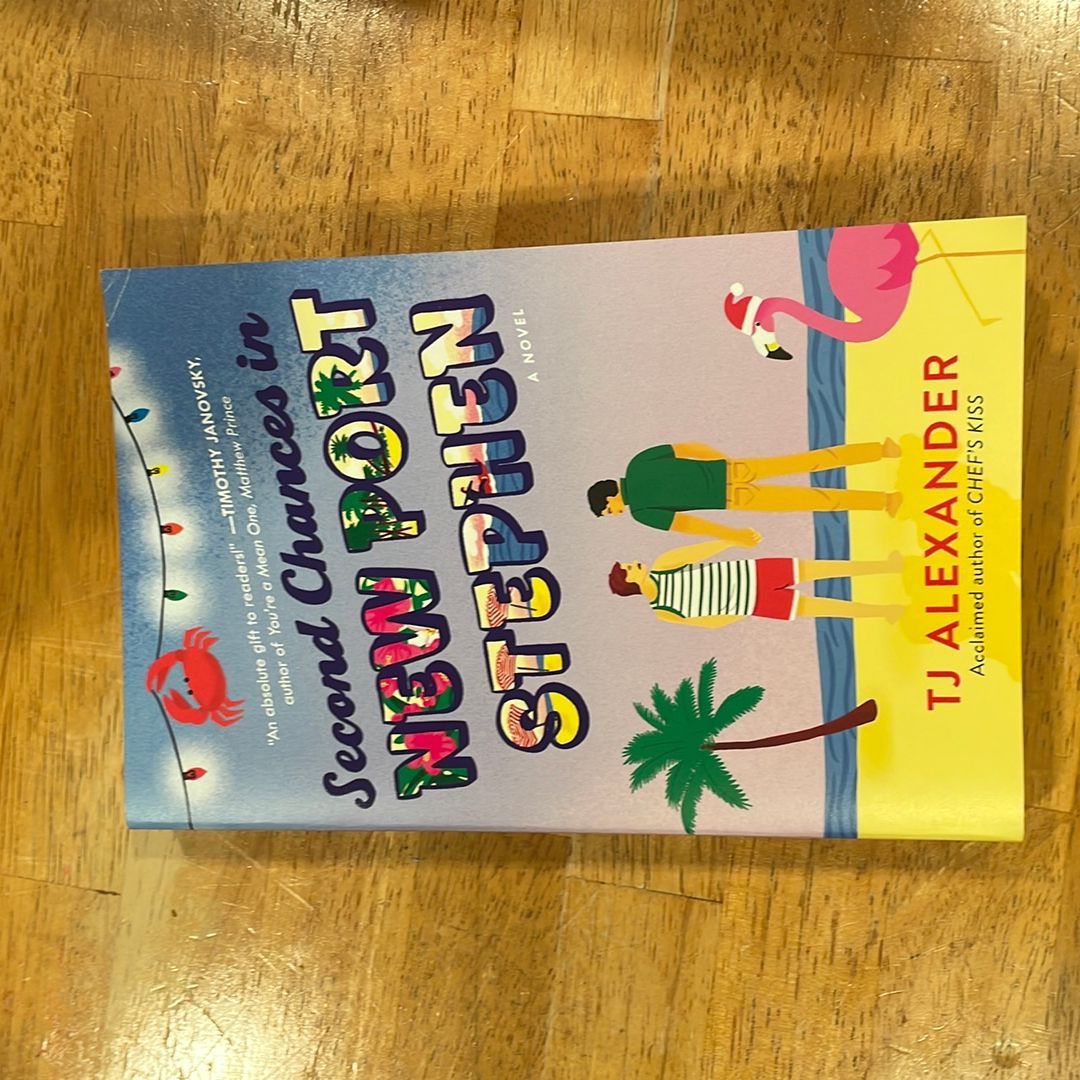 "An absolute gift to readers!" —TIMOTHY JANOVSKY,
author of You're a Mean One, Matthew Prince
Second Chances in
NEW PORT
STEPHEN
A NOVEL
TJ ALEXANDER
Acclaimed author of CHEF'S KISS